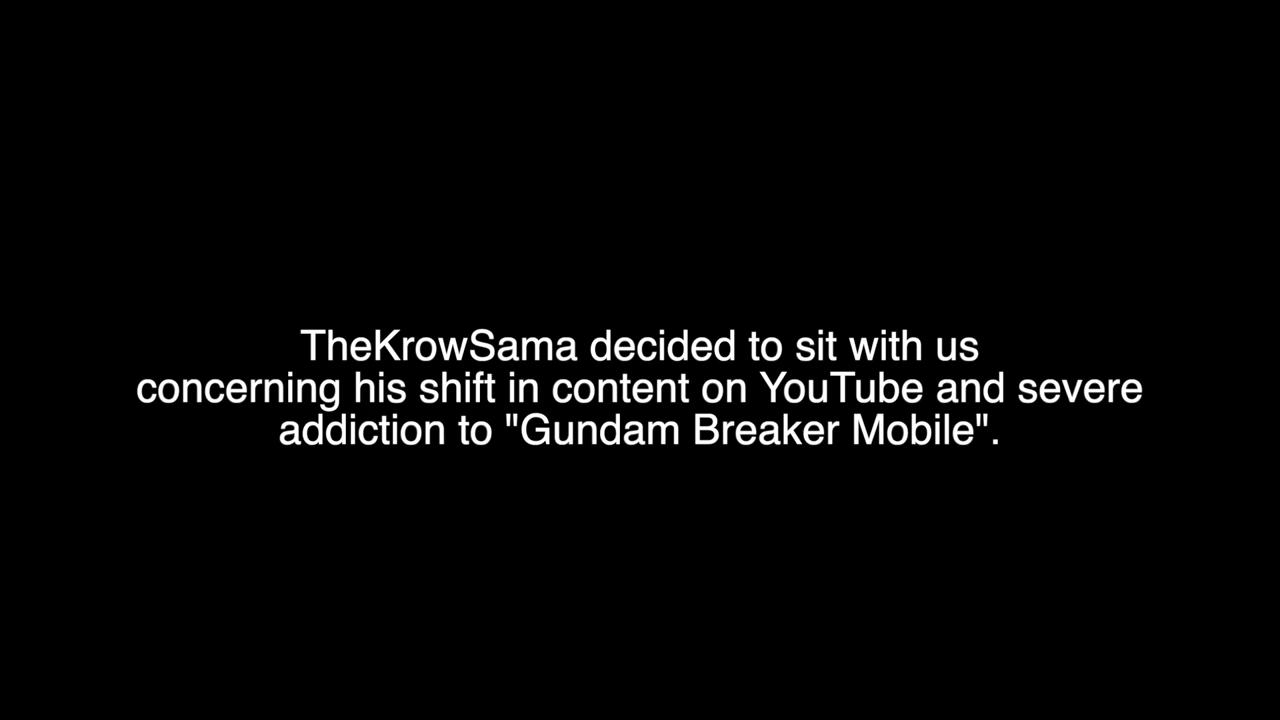 TheKrowSama decided to sit with us
concerning his shift in content on YouTube and severe
addiction to "Gundam Breaker Mobile".